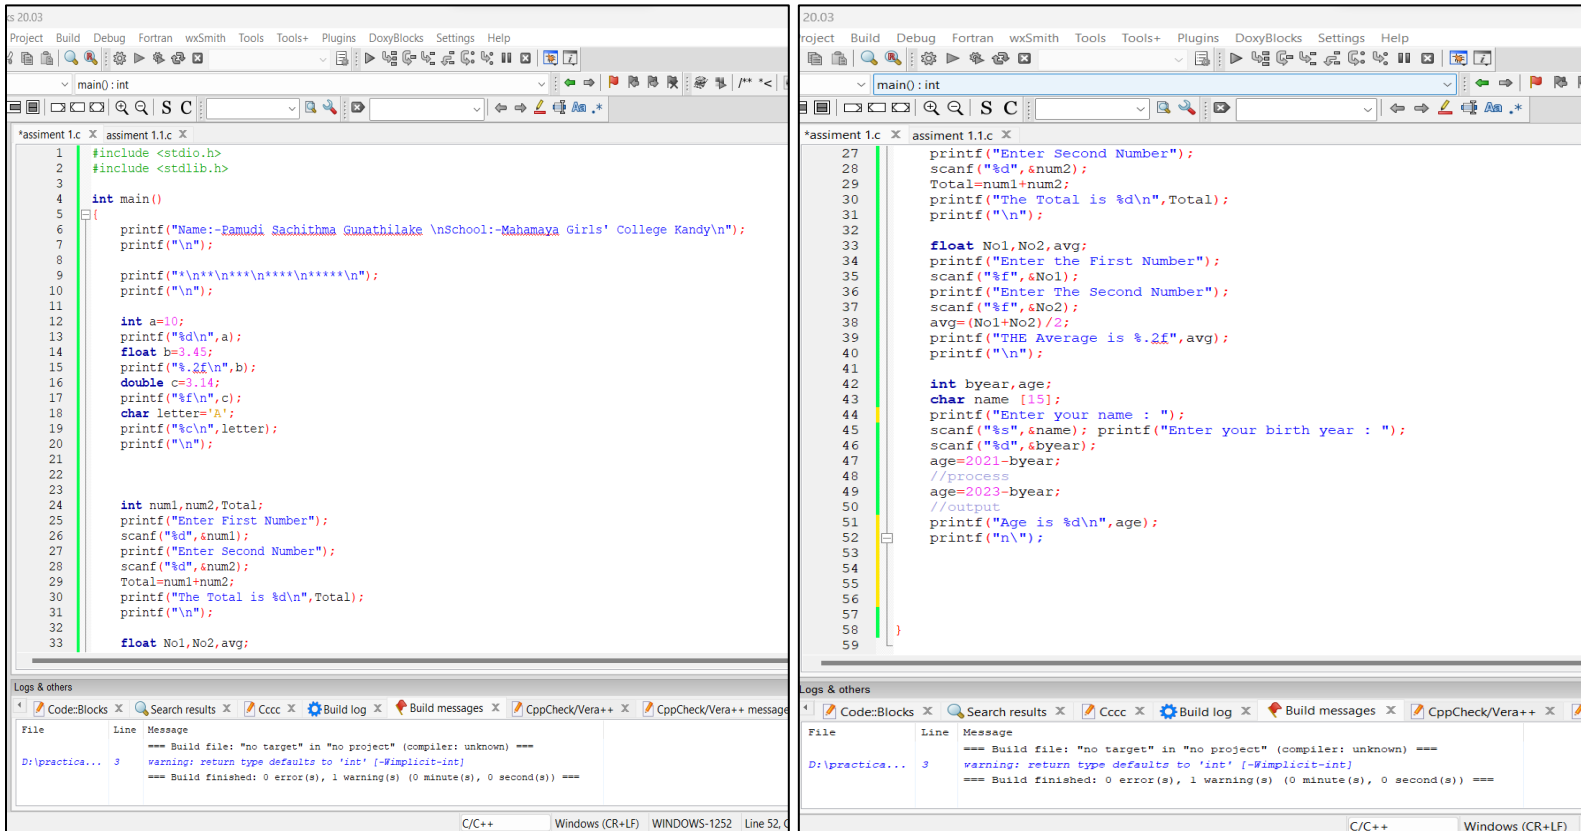 cs 20.03
Project Build Debug Fortran wxSmith Tools Tools+ Plugins DoxyBlocks Settings Help
main() : int
/** *<
S C
Aa .*
*assiment 1.c X assiment 1.1.c X
1 #include <stdio.h>
2 #include <stdlib.h>
3
4 int main()
5 {
6 printf("Name:-Pamudi Sachithma Gunathilake \nSchool:-Mahamaya Girls' College Kandy\n");
7 printf("\n");
8
9 printf("*\n**\n***\n****\n*****\n");
10 printf("\n");
11
12 int a=10;
13 printf("%d\n",a);
14 float b=3.45;
15 printf("%.2f\n",b);
16 double c=3.14;
17 printf("%f\n",c);
18 char letter='A';
19 printf("%c\n",letter);
20 printf("\n");
21
22
23
24 int num1,num2,Total;
25 printf("Enter First Number");
26 scanf("%d",&num1);
27 printf("Enter Second Number");
28 scanf("%d",&num2);
29 Total=num1+num2;
30 printf("The Total is %d\n",Total);
31 printf("\n");
32
33 float No1,No2,avg;
Logs & others
Code::Blocks X Search results X Cccc X Build log X Build messages X CppCheck/Vera++ X CppCheck/Vera++ message
File Line Message
=== Build file: "no target" in "no project" (compiler: unknown) ===
D:\practica... 3 warning: return type defaults to 'int' [-Wimplicit-int]
=== Build finished: 0 error(s), 1 warning(s) (0 minute(s), 0 second(s)) ===
C/C++ Windows (CR+LF) WINDOWS-1252 Line 52, C
20.03
roject Build Debug Fortran wxSmith Tools Tools+ Plugins DoxyBlocks Settings Help
main() : int
S C
Aa .*
*assiment 1.c X assiment 1.1.c X
27 printf("Enter Second Number");
28 scanf("%d",&num2);
29 Total=num1+num2;
30 printf("The Total is %d\n",Total);
31 printf("\n");
32
33 float No1,No2,avg;
34 printf("Enter the First Number");
35 scanf("%f",&No1);
36 printf("Enter The Second Number");
37 scanf("%f",&No2);
38 avg=(No1+No2)/2;
39 printf("THE Average is %.2f",avg);
40 printf("\n");
41
42 int byear,age;
43 char name [15];
44 printf("Enter your name : ");
45 scanf("%s",&name); printf("Enter your birth year : ");
46 scanf("%d",&byear);
47 age=2021-byear;
48 //process
49 age=2023-byear;
50 //output
51 printf("Age is %d\n",age);
52 printf("n\");
53
54
55
56
57
58 }
59
Logs & others
Code::Blocks X Search results X Cccc X Build log X Build messages X CppCheck/Vera++ X
File Line Message
=== Build file: "no target" in "no project" (compiler: unknown) ===
D:\practica... 3 warning: return type defaults to 'int' [-Wimplicit-int]
=== Build finished: 0 error(s), 1 warning(s) (0 minute(s), 0 second(s)) ===
C/C++ Windows (CR+LF)